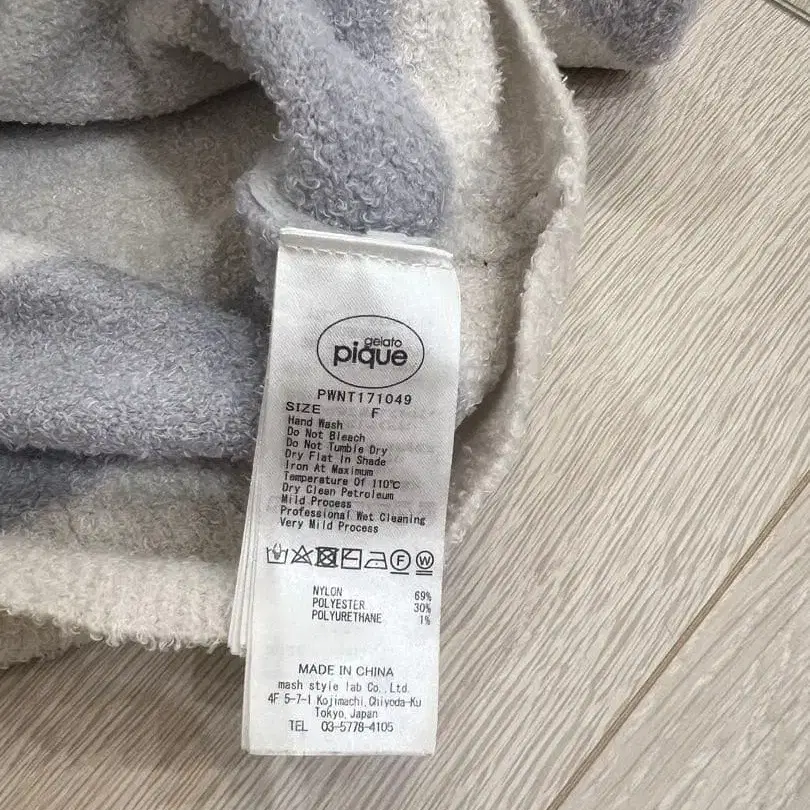 gelato
pique
PWNT171049
SIZE F
Hand Wash
Do Not Bleach
Do Not Tumble Dry
Dry Flat In Shade
Iron At Maximum
Temperature Of 110℃
Dry Clean Petroleum
Mild Process
Professional Wet Cleaning
Very Mild Process
F W
NYLON 69%
POLYESTER 30%
POLYURETHANE 1%
MADE IN CHINA
mash style lab Co., Ltd.
4F 5-7-1 Kojimachi,Chiyoda-Ku
Tokyo,Japan
TEL 03-5778-4105